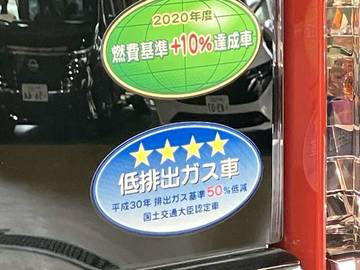 2020年度
燃費基準+10%達成車
低排出ガス車
平成30年 排出ガス基準50%低減
国土交通大臣認定車